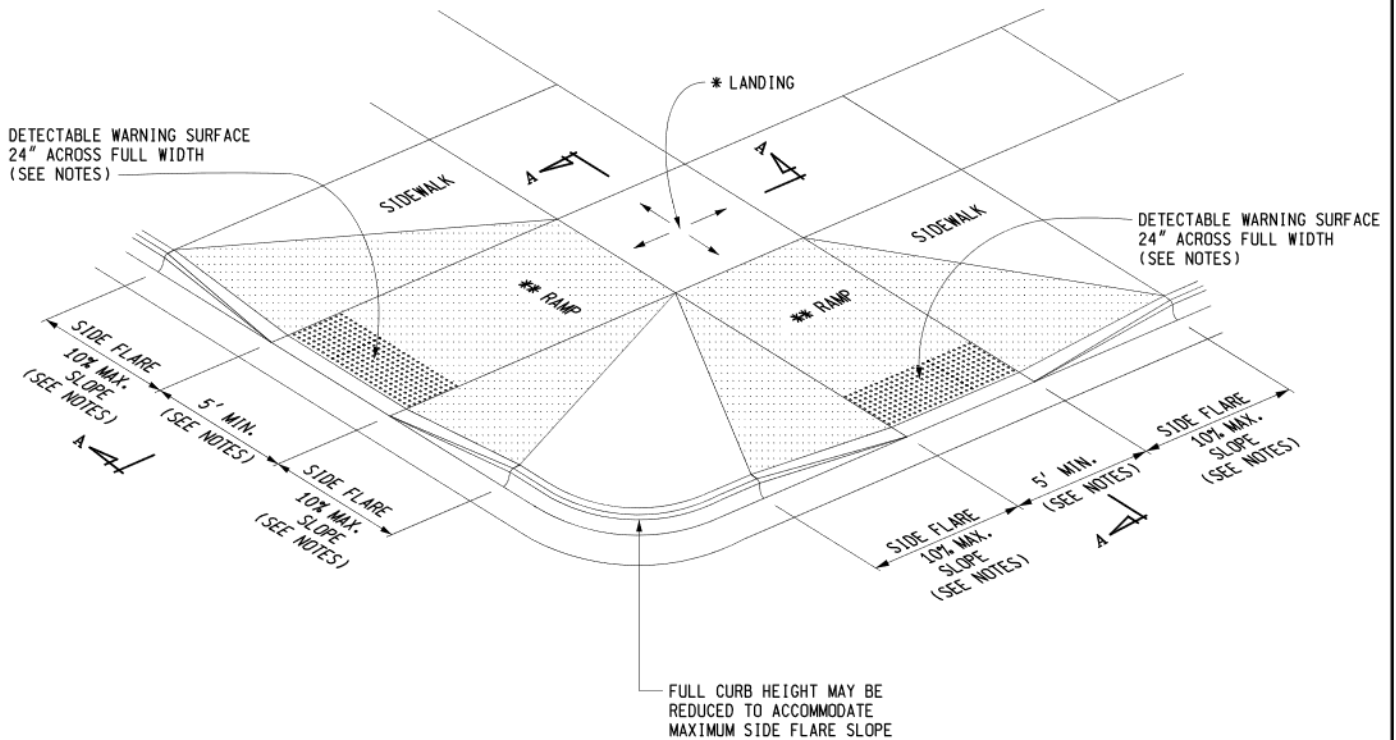 * LANDING
DETECTABLE WARNING SURFACE
24" ACROSS FULL WIDTH
(SEE NOTES)
A
A
SIDEWALK
SIDEWALK
DETECTABLE WARNING SURFACE
24" ACROSS FULL WIDTH
(SEE NOTES)
** RAMP
** RAMP
SIDE FLARE
10% MAX.
SLOPE
(SEE NOTES)
5' MIN.
(SEE NOTES)
SIDE FLARE
10% MAX.
SLOPE
(SEE NOTES)
A
SIDE FLARE
10% MAX.
SLOPE
(SEE NOTES)
5' MIN.
(SEE NOTES)
SIDE FLARE
10% MAX.
SLOPE
(SEE NOTES)
A
FULL CURB HEIGHT MAY BE
REDUCED TO ACCOMMODATE
MAXIMUM SIDE FLARE SLOPE